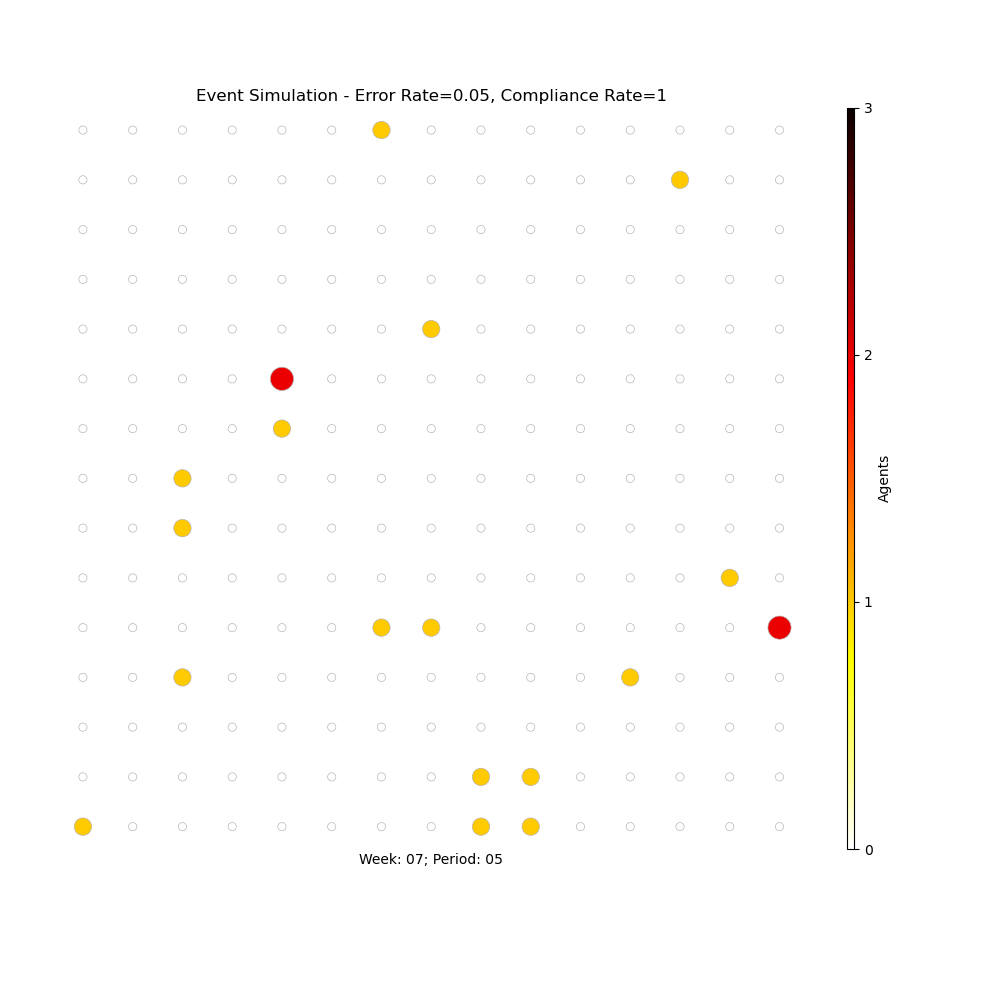 Event Simulation - Error Rate=0.05, Compliance Rate=1
3
2
Agents
1
0
Week: 07; Period: 05